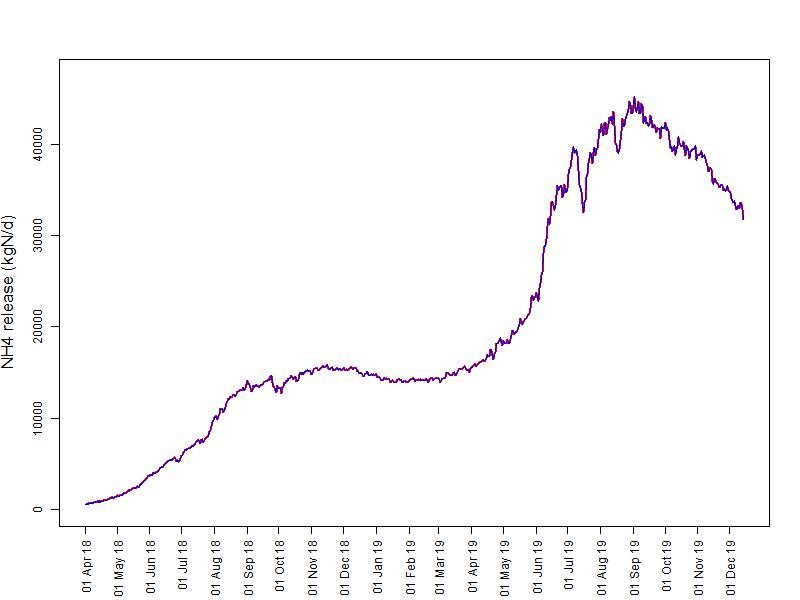 NH4 release (kgN/d)
40000
30000
20000
10000
0
01 Apr 18
01 May 18
01 Jun 18
01 Jul 18
01 Aug 18
01 Sep 18
01 Oct 18
01 Nov 18
01 Dec 18
01 Jan 19
01 Feb 19
01 Mar 19
01 Apr 19
01 May 19
01 Jun 19
01 Jul 19
01 Aug 19
01 Sep 19
01 Oct 19
01 Nov 19
01 Dec 19